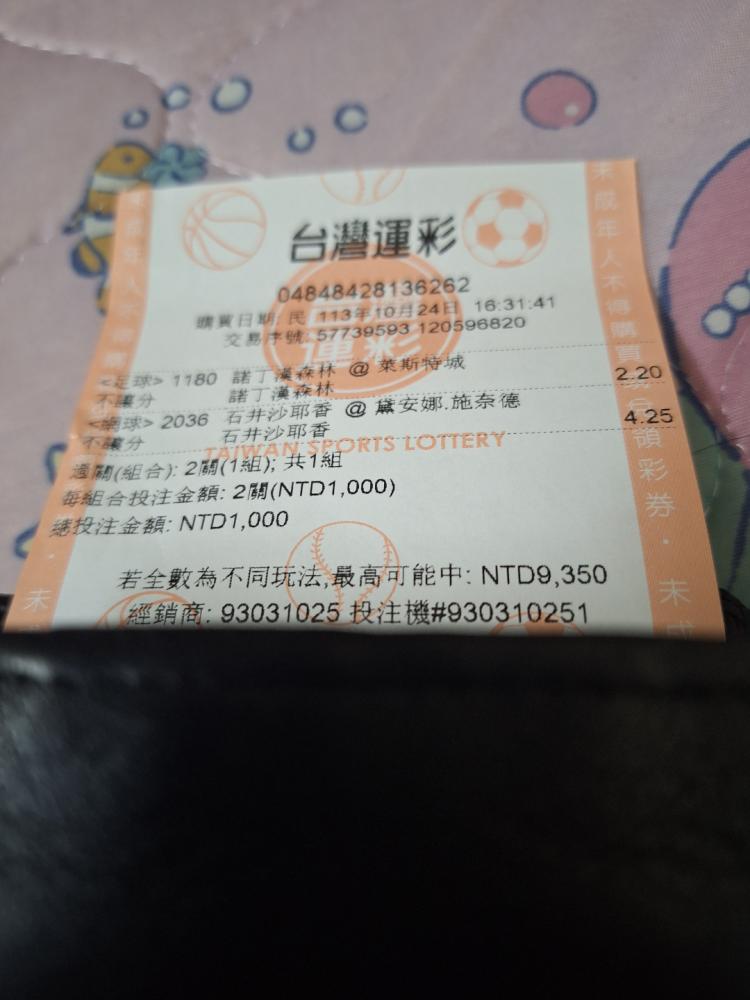 台灣運彩
04848428136262
購買日期: 民 113年10月24日 16:31:41
交易序號: 57739593 120596820
<足球> 1180 諾丁漢森林 @ 萊斯特城 2.20
不讓分 諾丁漢森林
<網球> 2036 石井沙耶香 @ 黛安娜.施奈德 4.25
不讓分 石井沙耶香
TAIWAN SPORTS LOTTERY
過關(組合): 2關(1組); 共1組
每組合投注金額: 2關(NTD1,000)
總投注金額: NTD1,000
若全數為不同玩法,最高可能中: NTD9,350
經銷商: 93031025 投注機#930310251
未成年人不得購買
領彩券・未成